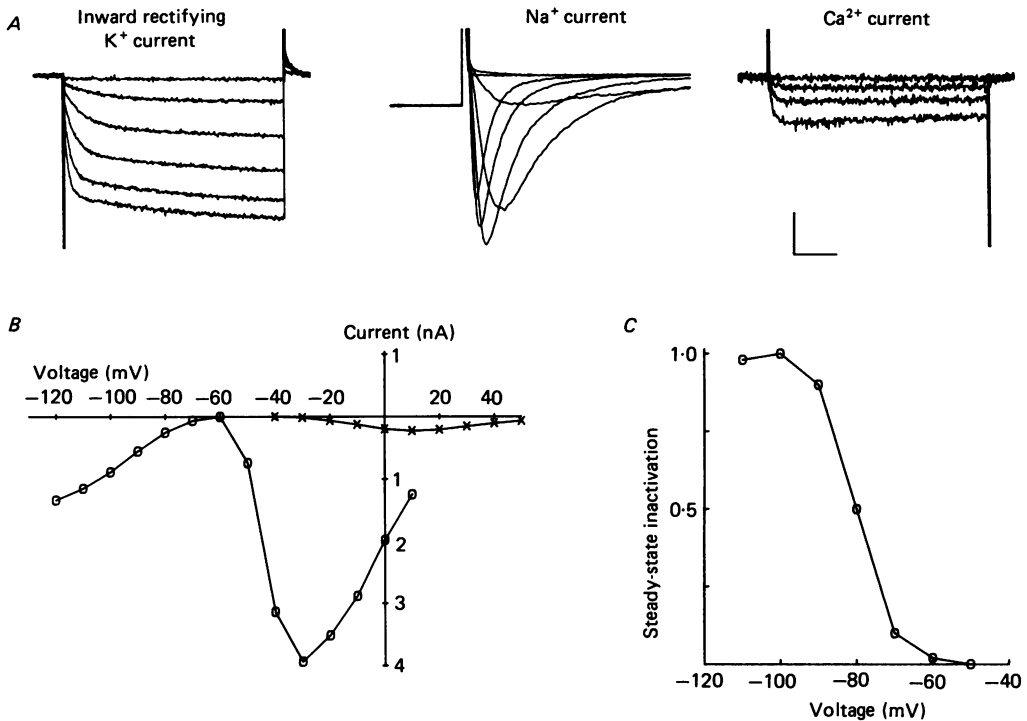 A
Inward rectifying
K⁺ current
Na⁺ current
Ca²⁺ current
B
Current (nA)
Voltage (mV)
−120 −100 −80 −60 −40 −20 20 40
1
1
2
3
4
C
Steady-state inactivation
1·0
0·5
−120 −100 −80 −60 −40
Voltage (mV)